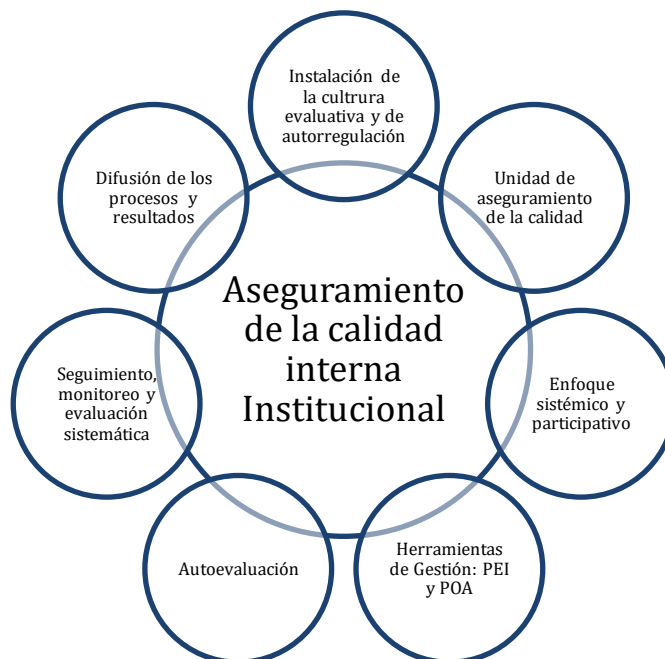 Instalación de
la cultrura
evaluativa y de
autorregulación
Unidad de
aseguramiento
de la calidad
Enfoque
sistémico y
participativo
Herramientas
de Gestión: PEI
y POA
Autoevaluación
Seguimiento,
monitoreo y
evaluación
sistemática
Difusión de los
procesos y
resultados
Aseguramiento
de la calidad
interna
Institucional